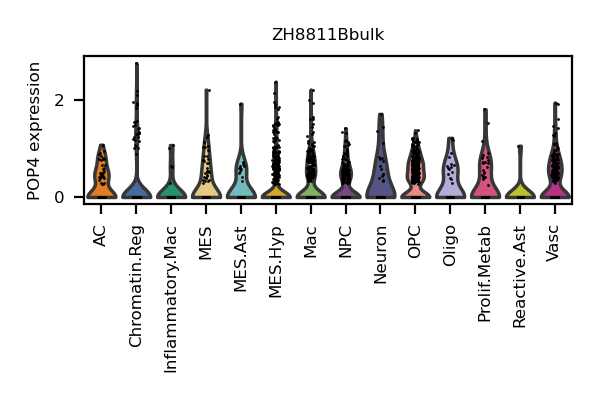 ZH8811Bbulk
POP4 expression
2
0
AC
Chromatin.Reg
Inflammatory.Mac
MES
MES.Ast
MES.Hyp
Mac
NPC
Neuron
OPC
Oligo
Prolif.Metab
Reactive.Ast
Vasc